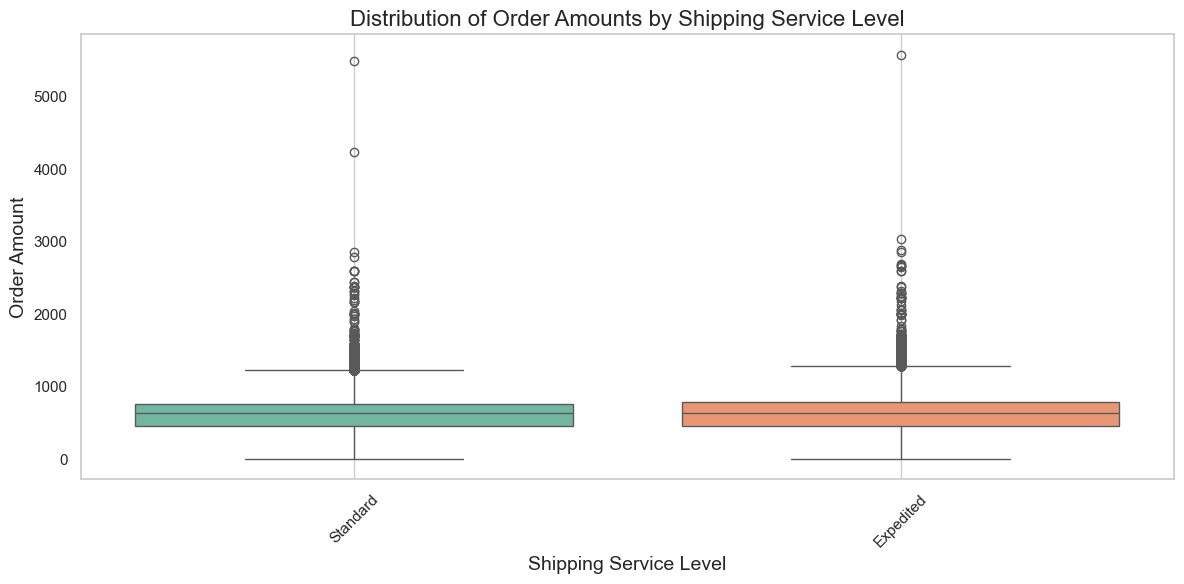 Distribution of Order Amounts by Shipping Service Level
Order Amount
5000
4000
3000
2000
1000
0
Standard
Expedited
Shipping Service Level